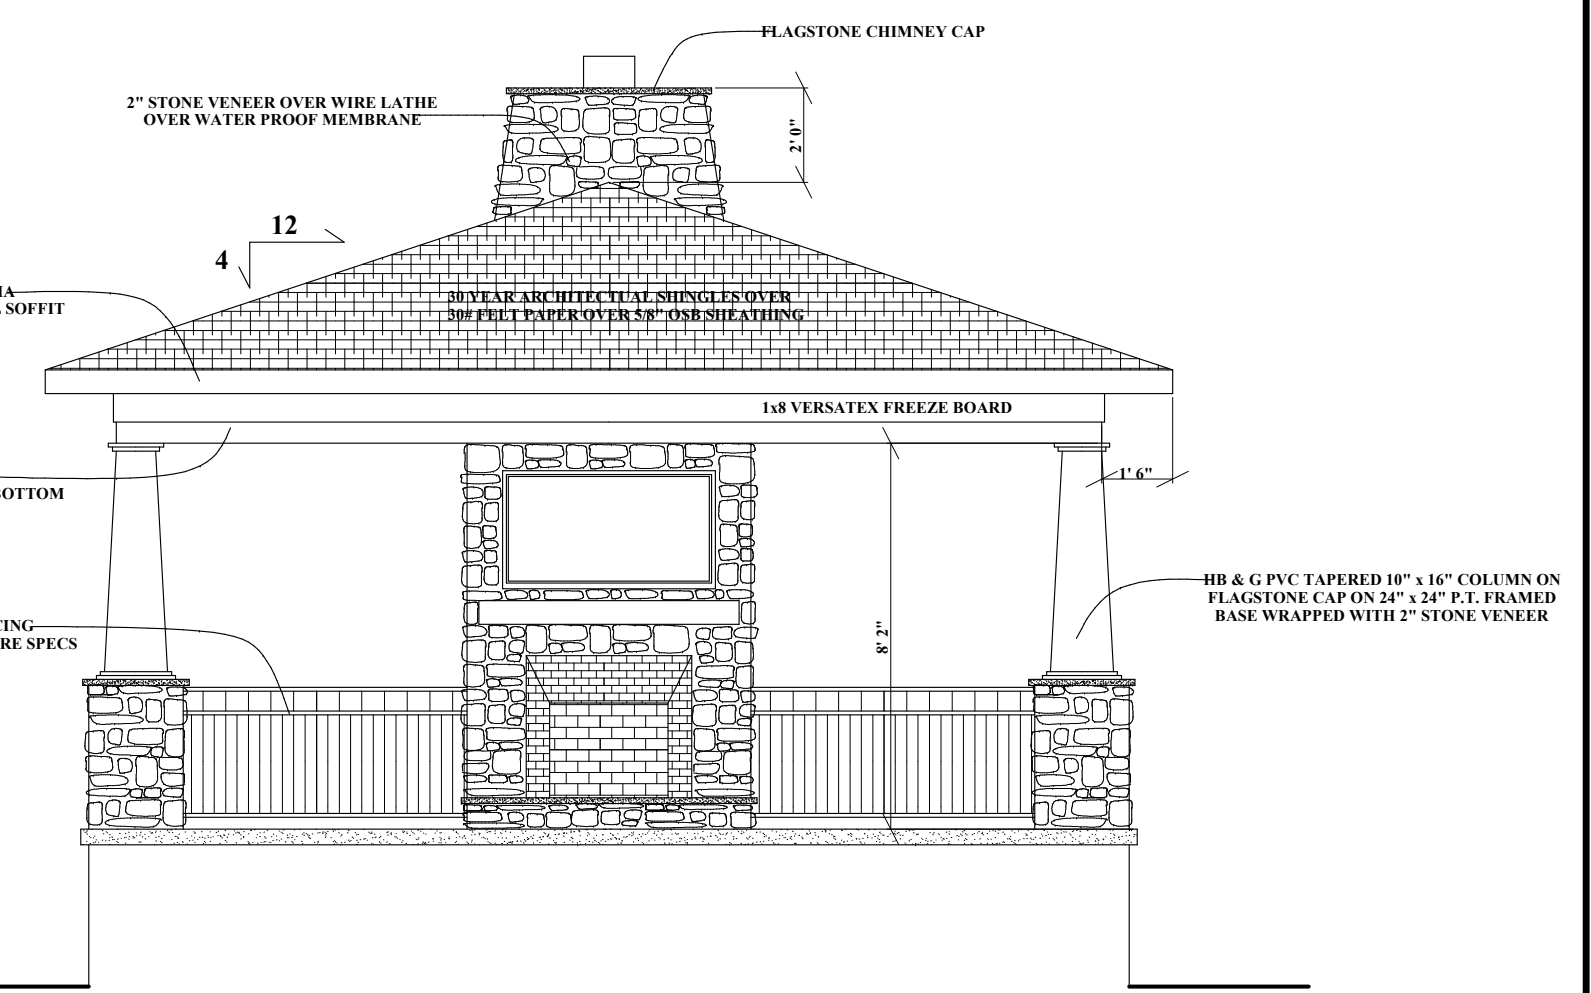 FLAGSTONE CHIMNEY CAP
2" STONE VENEER OVER WIRE LATHE
OVER WATER PROOF MEMBRANE
2' 0"
12
4
SOFFIT
30 YEAR ARCHITECTUAL SHINGLES OVER
30# FELT PAPER OVER 5/8" OSB SHEATHING
1x8 VERSATEX FREEZE BOARD
1' 6"
BOTTOM
8' 2"
HB & G PVC TAPERED 10" x 16" COLUMN ON
FLAGSTONE CAP ON 24" x 24" P.T. FRAMED
BASE WRAPPED WITH 2" STONE VENEER
RE SPECS